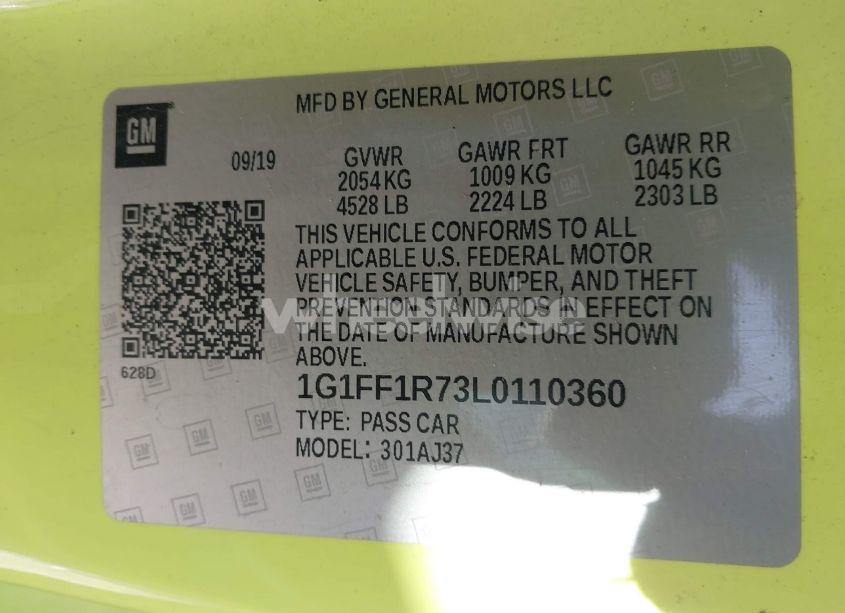 MFD BY GENERAL MOTORS LLC
GM
09/19
GVWR GAWR FRT GAWR RR
2054 KG 1009 KG 1045 KG
4528 LB 2224 LB 2303 LB
THIS VEHICLE CONFORMS TO ALL
APPLICABLE U.S. FEDERAL MOTOR
VEHICLE SAFETY, BUMPER, AND THEFT
PREVENTION STANDARDS IN EFFECT ON
THE DATE OF MANUFACTURE SHOWN
ABOVE.
628D
1G1FF1R73L0110360
TYPE: PASS CAR
MODEL: 301AJ37